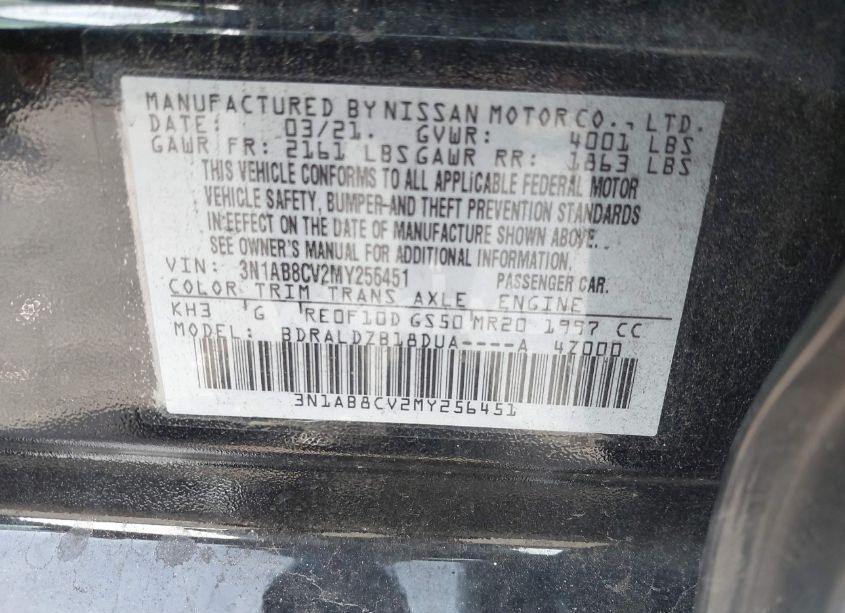 MANUFACTURED BY NISSAN MOTOR CO., LTD.
DATE: 03/21. GVWR: 4001 LBS
GAWR FR: 2161 LBS GAWR RR: 1863 LBS
THIS VEHICLE CONFORMS TO ALL APPLICABLE FEDERAL MOTOR
VEHICLE SAFETY, BUMPER-AND THEFT PREVENTION STANDARDS
IN EFFECT ON THE DATE OF MANUFACTURE SHOWN ABOVE.
SEE OWNER'S MANUAL FOR ADDITIONAL INFORMATION.
VIN: 3N1AB8CV2MY256451 PASSENGER CAR.
COLOR TRIM TRANS AXLE ENGINE
KH3 G RE0F10D GS50 MR20 1997 CC
MODEL: BDRALDZB18DUA----A 4Z000
3N1AB8CV2MY256451